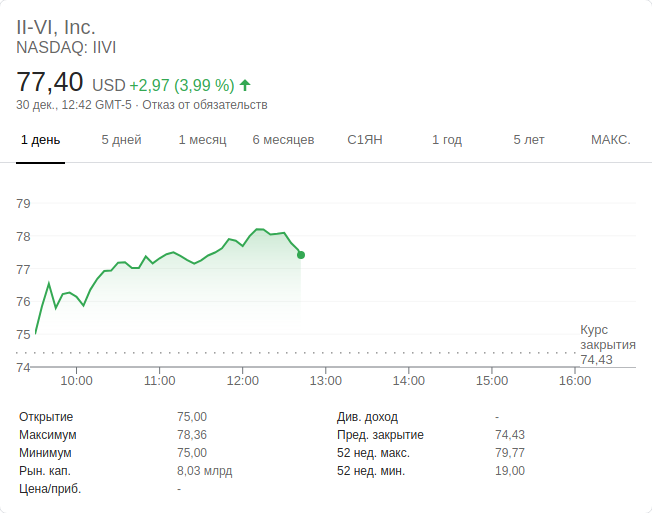 II-VI, Inc.
NASDAQ: IIVI
77,40 USD +2,97 (3,99 %)
30 дек., 12:42 GMT-5 · Отказ от обязательств
1 день 5 дней 1 месяц 6 месяцев С1ЯН 1 год 5 лет МАКС.
79
78
77
76
75
74
Курс
закрытия
74,43
10:00 11:00 12:00 13:00 14:00 15:00 16:00
Открытие 75,00 Див. доход -
Максимум 78,36 Пред. закрытие 74,43
Минимум 75,00 52 нед. макс. 79,77
Рын. кап. 8,03 млрд 52 нед. мин. 19,00
Цена/приб. -